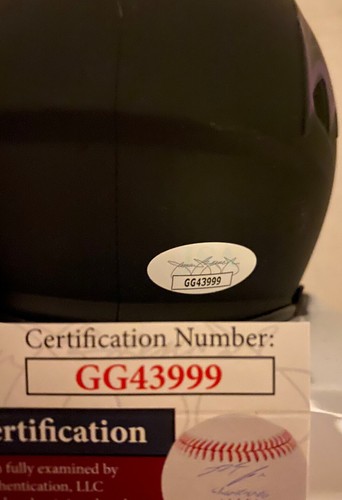 GG43999
Certification Number:
GG43999
ertification
fully examined by
thentication, LLC